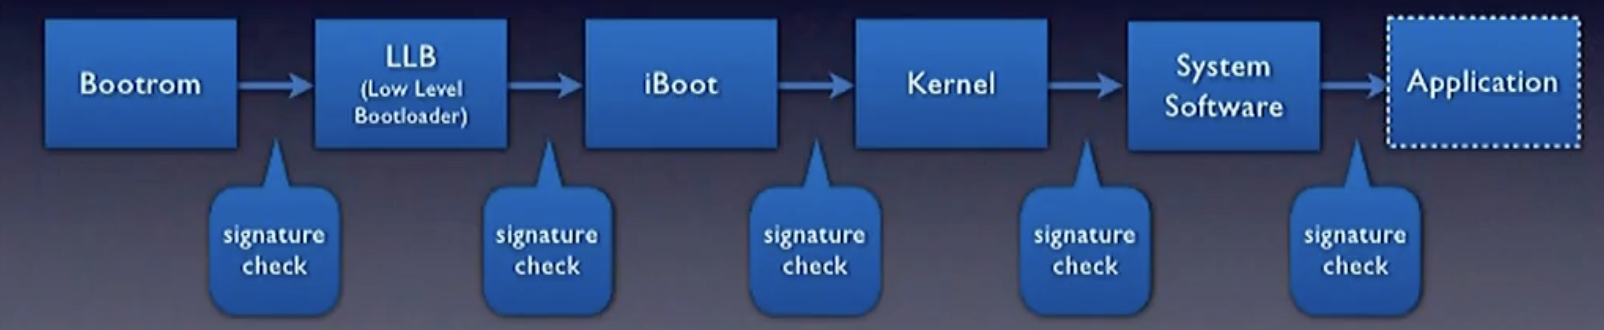 Bootrom
LLB
(Low Level
Bootloader)
iBoot
Kernel
System
Software
Application
signature
check
signature
check
signature
check
signature
check
signature
check